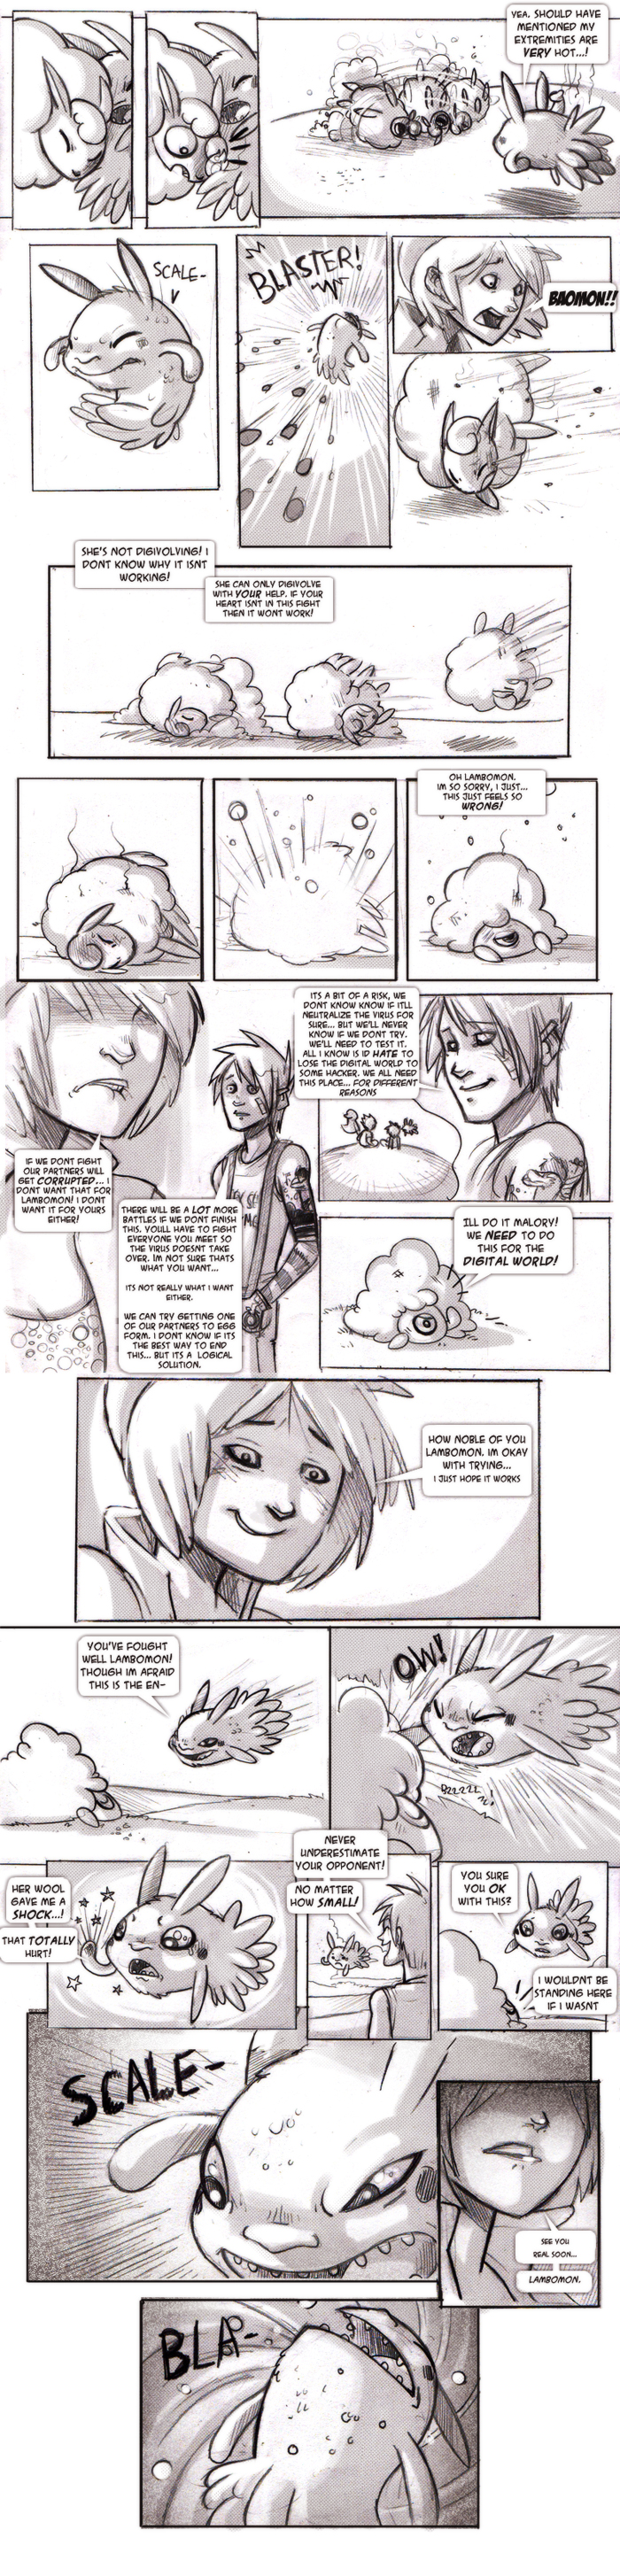 YEA. SHOULD HAVE
MENTIONED MY
EXTREMITIES ARE
VERY HOT...!
SCALE-
BLASTER!
BAOMON!!
SHE'S NOT DIGIVOLVING! I
DONT KNOW WHY IT ISNT
WORKING!
SHE CAN ONLY DIGIVOLVE
WITH YOUR HELP. IF YOUR
HEART ISNT IN THIS FIGHT
THEN IT WONT WORK!
OH LAMBOMON.
IM SO SORRY, I JUST...
THIS JUST FEELS SO
WRONG!
IF WE DONT FIGHT
OUR PARTNERS WILL
GET CORRUPTED... I
DONT WANT THAT FOR
LAMBOMON! I DONT
WANT IT FOR YOURS
EITHER!
THERE WILL BE A LOT MORE
BATTLES IF WE DONT FINISH
THIS. YOULL HAVE TO FIGHT
EVERYONE YOU MEET SO
THE VIRUS DOESNT TAKE
OVER. IM NOT SURE THATS
WHAT YOU WANT...
ITS NOT REALLY WHAT I WANT
EITHER.
WE CAN TRY GETTING ONE
OF OUR PARTNERS TO EGG
FORM. I DONT KNOW IF ITS
THE BEST WAY TO END
THIS... BUT ITS A LOGICAL
SOLUTION.
ITS A BIT OF A RISK, WE
DONT KNOW KNOW IF ITLL
NEUTRALIZE THE VIRUS FOR
SURE... BUT WE'LL NEVER
KNOW IF WE DONT TRY.
WE'LL NEED TO TEST IT.
ALL I KNOW IS ID HATE TO
LOSE THE DIGITAL WORLD TO
SOME HACKER. WE ALL NEED
THIS PLACE... FOR DIFFERENT
REASONS
ILL DO IT MALORY!
WE NEED TO DO
THIS FOR THE
DIGITAL WORLD!
HOW NOBLE OF YOU
LAMBOMON. IM OKAY
WITH TRYING...
I JUST HOPE IT WORKS
YOU'VE FOUGHT
WELL LAMBOMON!
THOUGH IM AFRAID
THIS IS THE EN-
OW!
BZZZZZ
HER WOOL
GAVE ME A
SHOCK...!
THAT TOTALLY
HURT!
NEVER
UNDERESTIMATE
YOUR OPPONENT!
NO MATTER
HOW SMALL!
YOU SURE
YOU OK
WITH THIS?
I WOULDNT BE
STANDING HERE
IF I WASNT
SCALE-
SEE YOU
REAL SOON...
LAMBOMON.
BLA-